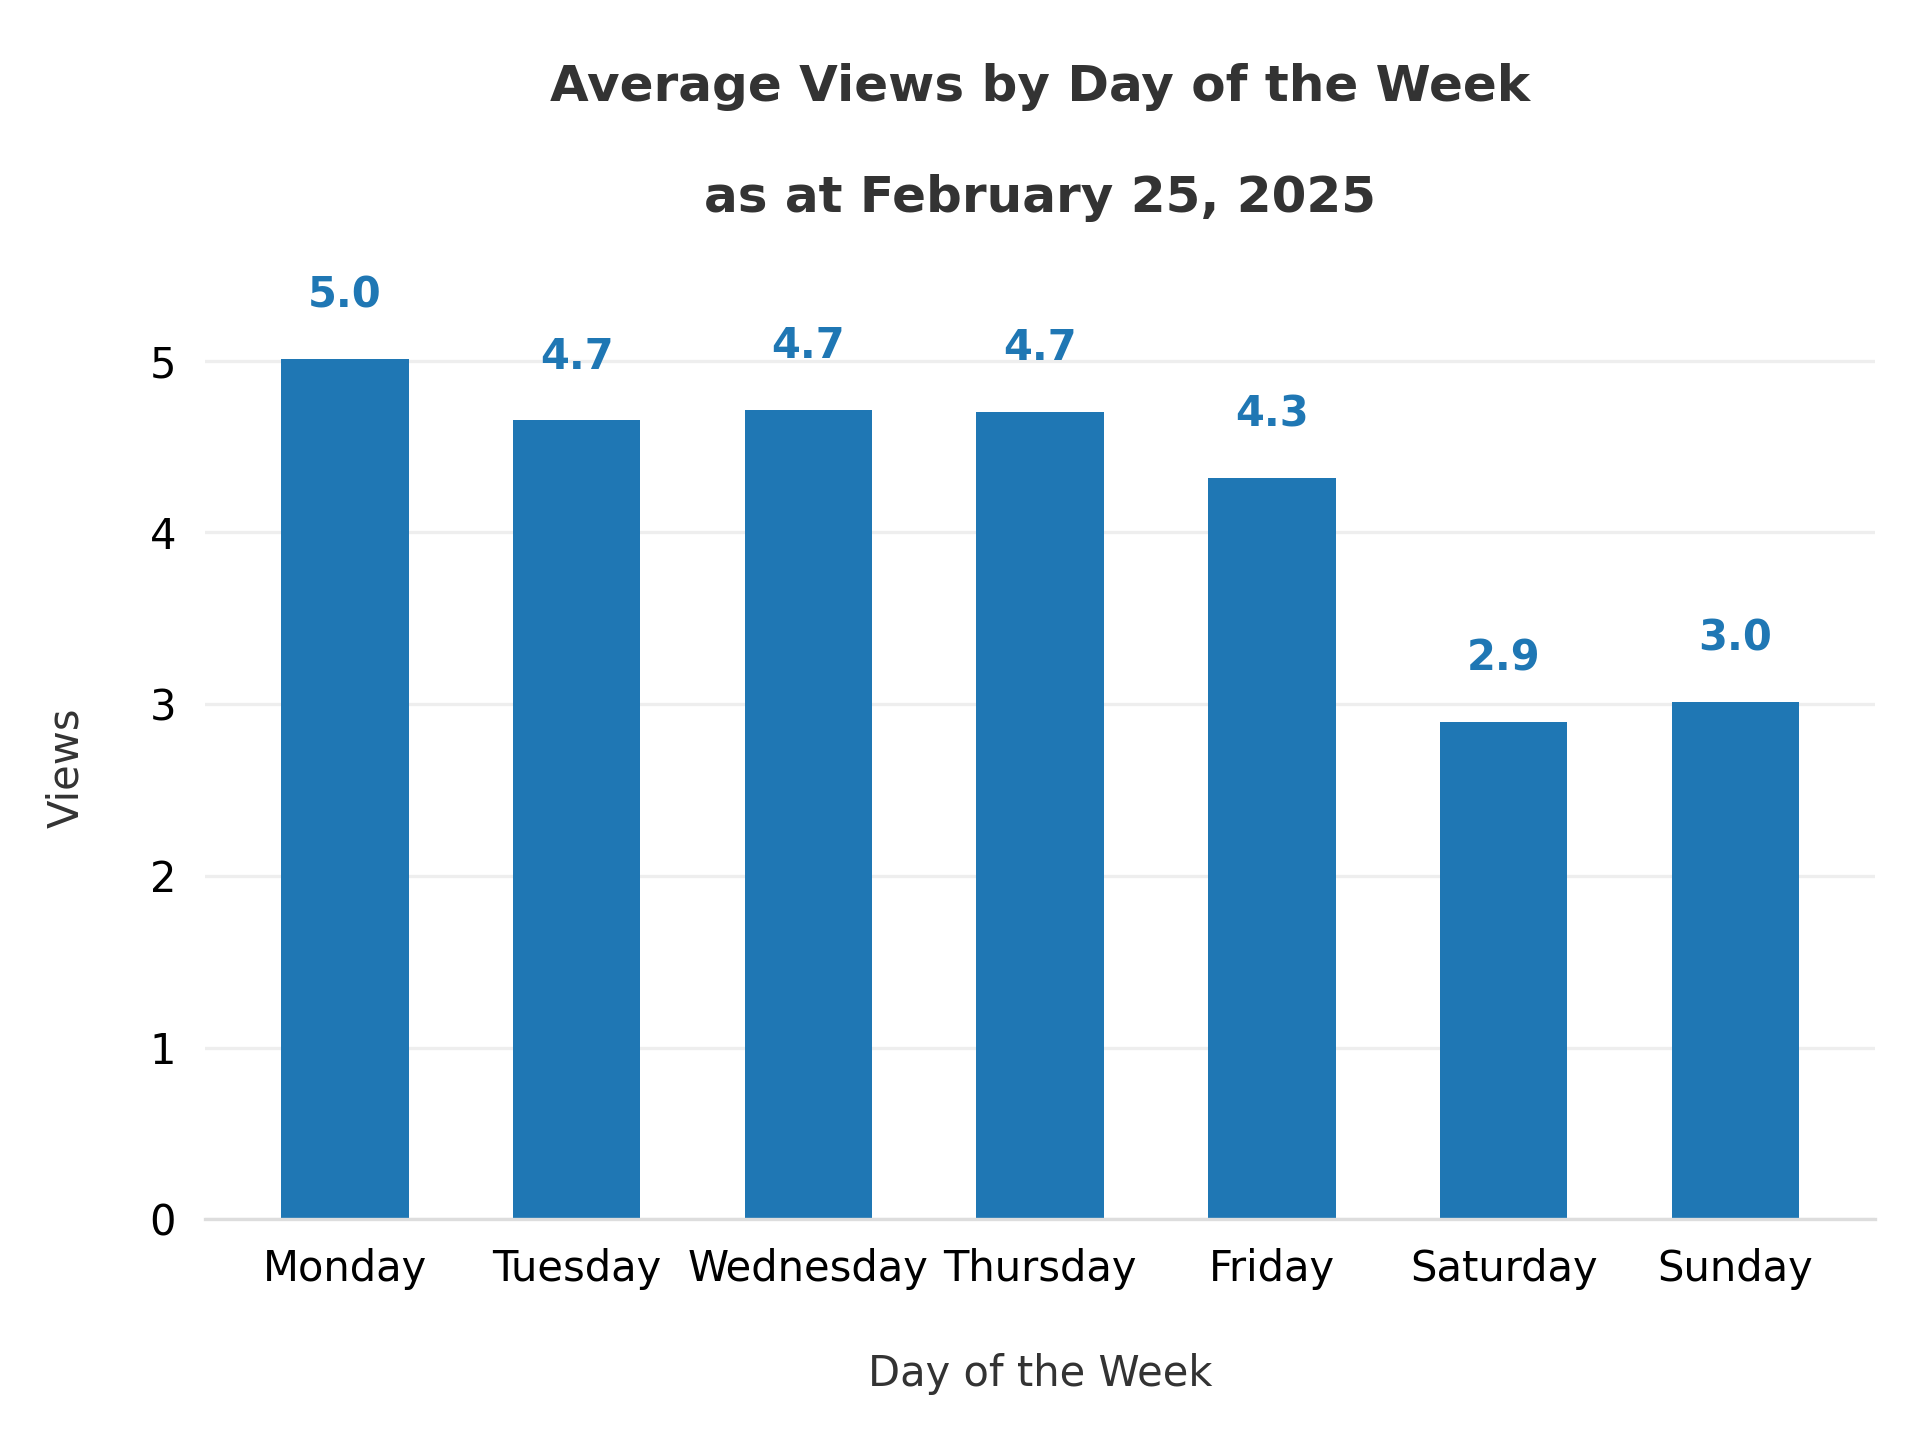 Average Views by Day of the Week
as at February 25, 2025
5.0
4.7
4.7
4.7
4.3
2.9
3.0
5
4
3
2
1
0
Views
Monday Tuesday Wednesday Thursday Friday Saturday Sunday
Day of the Week